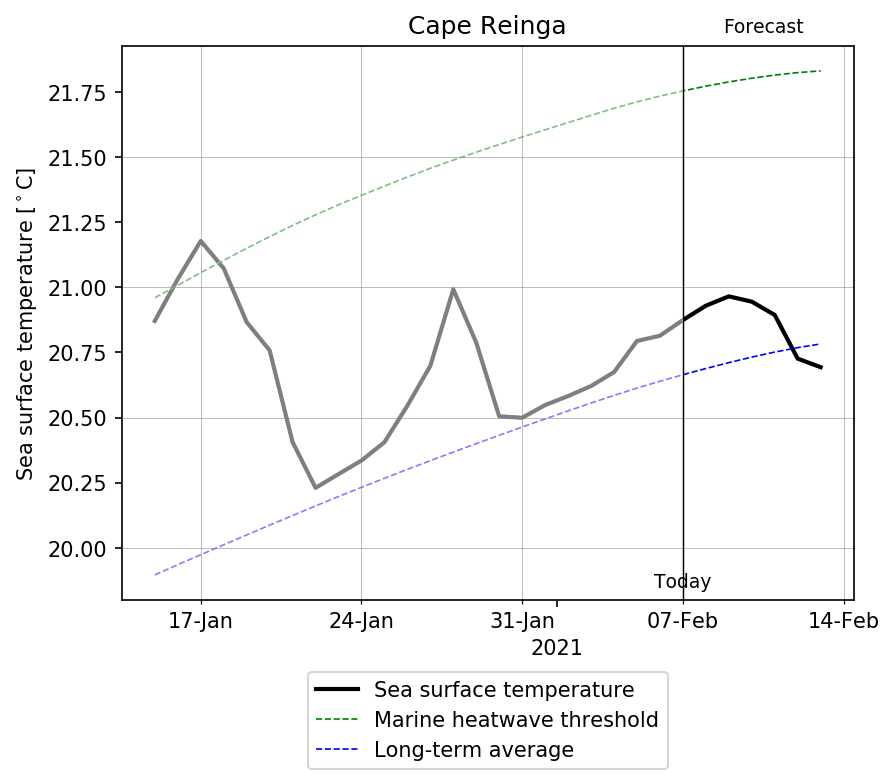 Cape Reinga
Forecast
Sea surface temperature [°C]
21.75
21.50
21.25
21.00
20.75
20.50
20.25
20.00
Today
17-Jan 24-Jan 31-Jan 07-Feb 14-Feb
2021
Sea surface temperature
Marine heatwave threshold
Long-term average